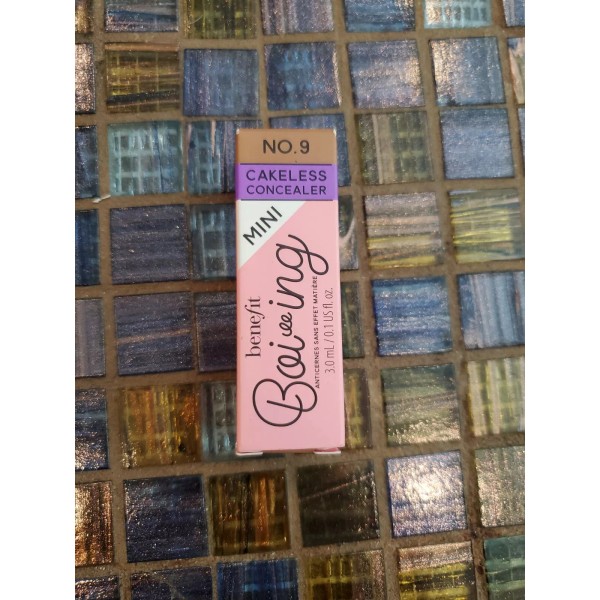 NO. 9
CAKELESS
CONCEALER
MINI
benefit
Boi-ing
ANTICERNES SANS EFFET MATIÈRE
3.0 mL / 0.1 US fl. oz.